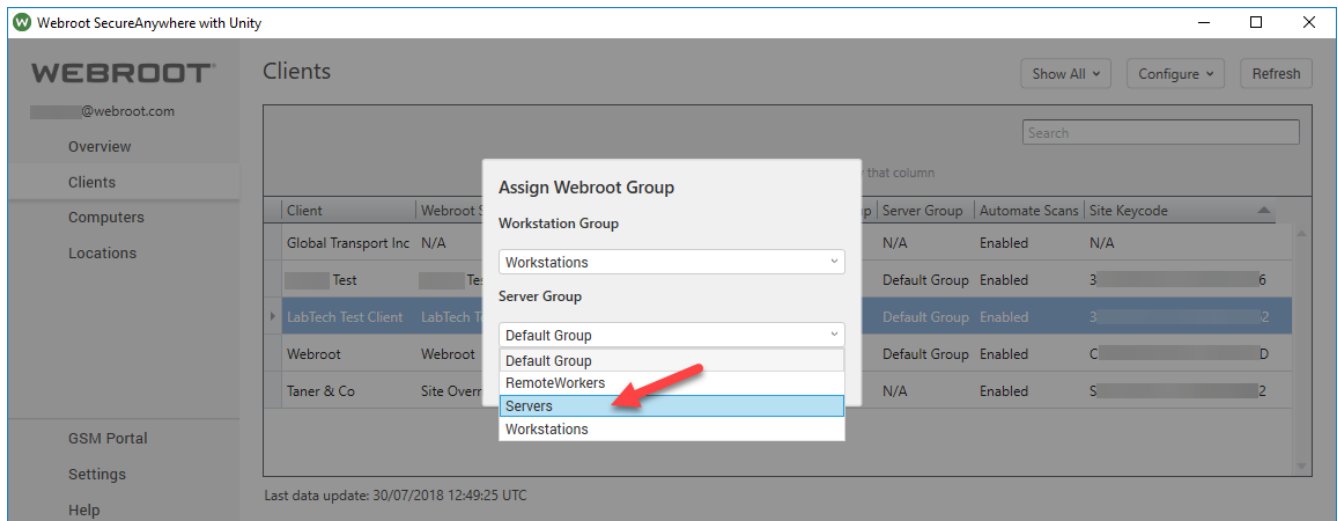 Webroot SecureAnywhere with Unity
WEBROOT
@webroot.com
Overview
Clients
Computers
Locations
GSM Portal
Settings
Help
Clients
Show All
Configure
Refresh
Search
that column
Client Webroot Server Group Automate Scans Site Keycode
Global Transport Inc N/A N/A Enabled N/A
Test Default Group Enabled 3 6
LabTech Test Client LabTech Default Group Enabled 3 2
Webroot Webroot Default Group Enabled C D
Taner & Co Site N/A Enabled S 2
Assign Webroot Group
Workstation Group
Workstations
Server Group
Default Group
Default Group
RemoteWorkers
Servers
Workstations
Last data update: 30/07/2018 12:49:25 UTC